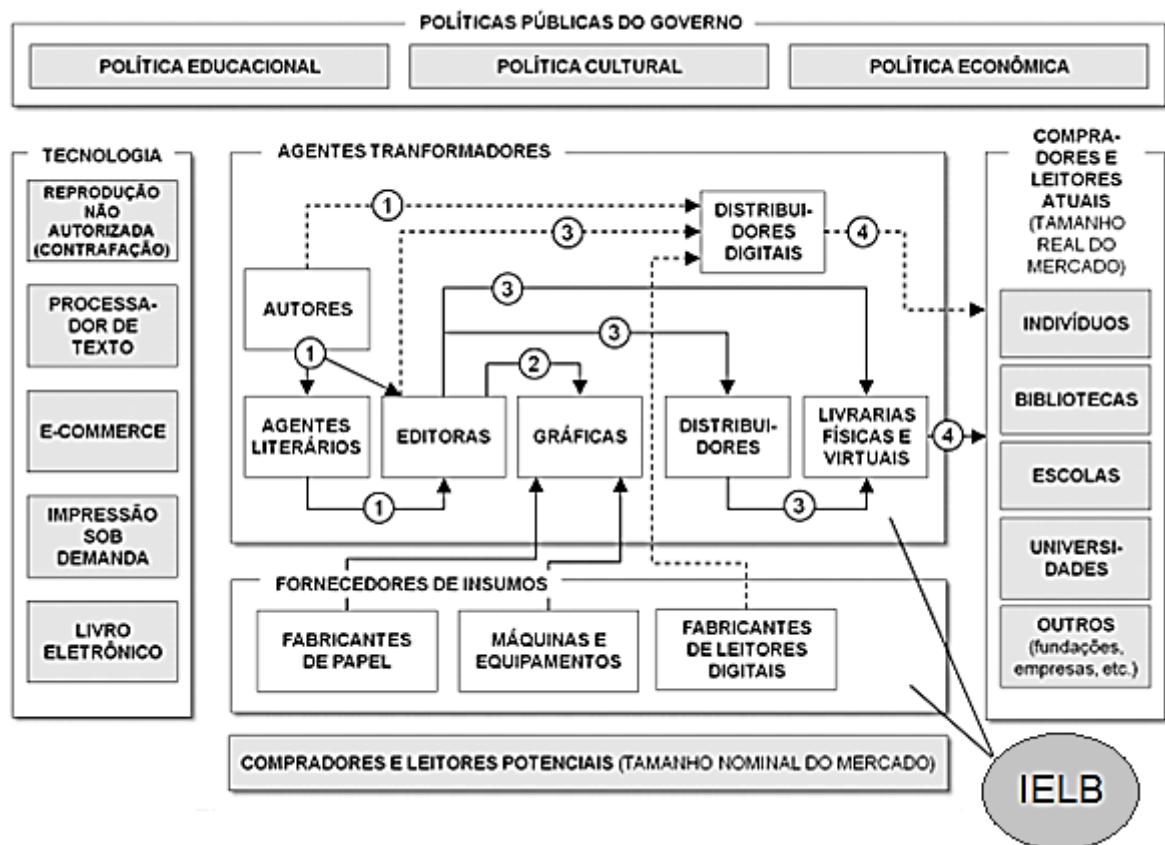 POLÍTICAS PÚBLICAS DO GOVERNO
POLÍTICA EDUCACIONAL
POLÍTICA CULTURAL
POLÍTICA ECONÔMICA
TECNOLOGIA
REPRODUÇÃO
NÃO
AUTORIZADA
(CONTRAFAÇÃO)
PROCESSA-
DOR DE
TEXTO
E-COMMERCE
IMPRESSÃO
SOB
DEMANDA
LIVRO
ELETRÔNICO
AGENTES TRANFORMADORES
1
DISTRIBUI-
DORES
DIGITAIS
3
4
AUTORES
3
3
1
2
AGENTES
LITERÁRIOS
EDITORAS
GRÁFICAS
DISTRIBUI-
DORES
LIVRARIAS
FÍSICAS E
VIRTUAIS
4
1
3
FORNECEDORES DE INSUMOS
FABRICANTES
DE PAPEL
MÁQUINAS E
EQUIPAMENTOS
FABRICANTES
DE LEITORES
DIGITAIS
COMPRADORES E LEITORES POTENCIAIS (TAMANHO NOMINAL DO MERCADO)
COMPRA-
DORES E
LEITORES
ATUAIS
(TAMANHO
REAL DO
MERCADO)
INDIVÍDUOS
BIBLIOTECAS
ESCOLAS
UNIVERSI-
DADES
OUTROS
(fundações,
empresas, etc.)
IELB